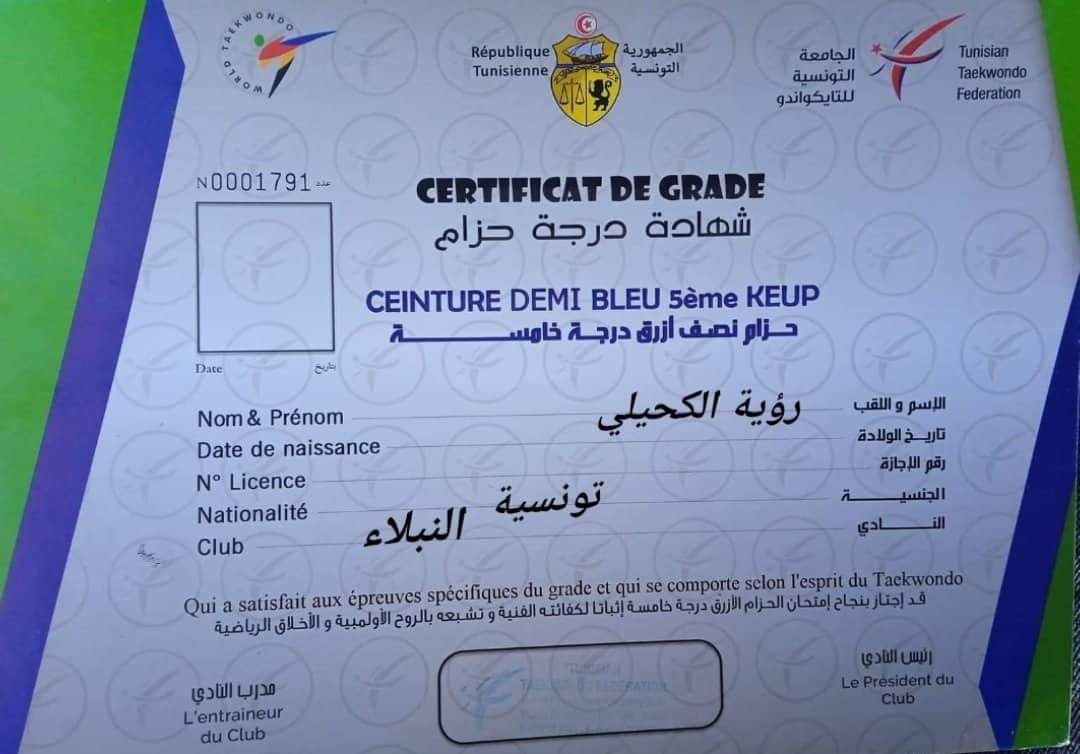 WORLD TAEKWONDO
République
Tunisienne
الجمهورية
التونسية
الجامعة
التونسية
للتايكواندو
Tunisian
Taekwondo
Federation
N0001791 عدد
CERTIFICAT DE GRADE
شهادة درجة حزام
CEINTURE DEMI BLEU 5ème KEUP
حزام نصف أزرق درجة خامسة
Date بتاريخ
Nom & Prénom رؤية الكحيلي الإسم و اللقب
Date de naissance تاريخ الولادة
N° Licence رقم الإجازة
Nationalité تونسية الجنسية
Club النبلاء النادي
Qui a satisfait aux épreuves spécifiques du grade et qui se comporte selon l'esprit du Taekwondo
قد إجتاز بنجاح إمتحان الحزام الأزرق درجة خامسة إثباتا لكفائته الفنية و تشبعه بالروح الأولمبية و الأخلاق الرياضية
مدرب النادي
L'entraineur
du Club
TAEKWONDO FEDERATION
رئيس النادي
Le Président du
Club